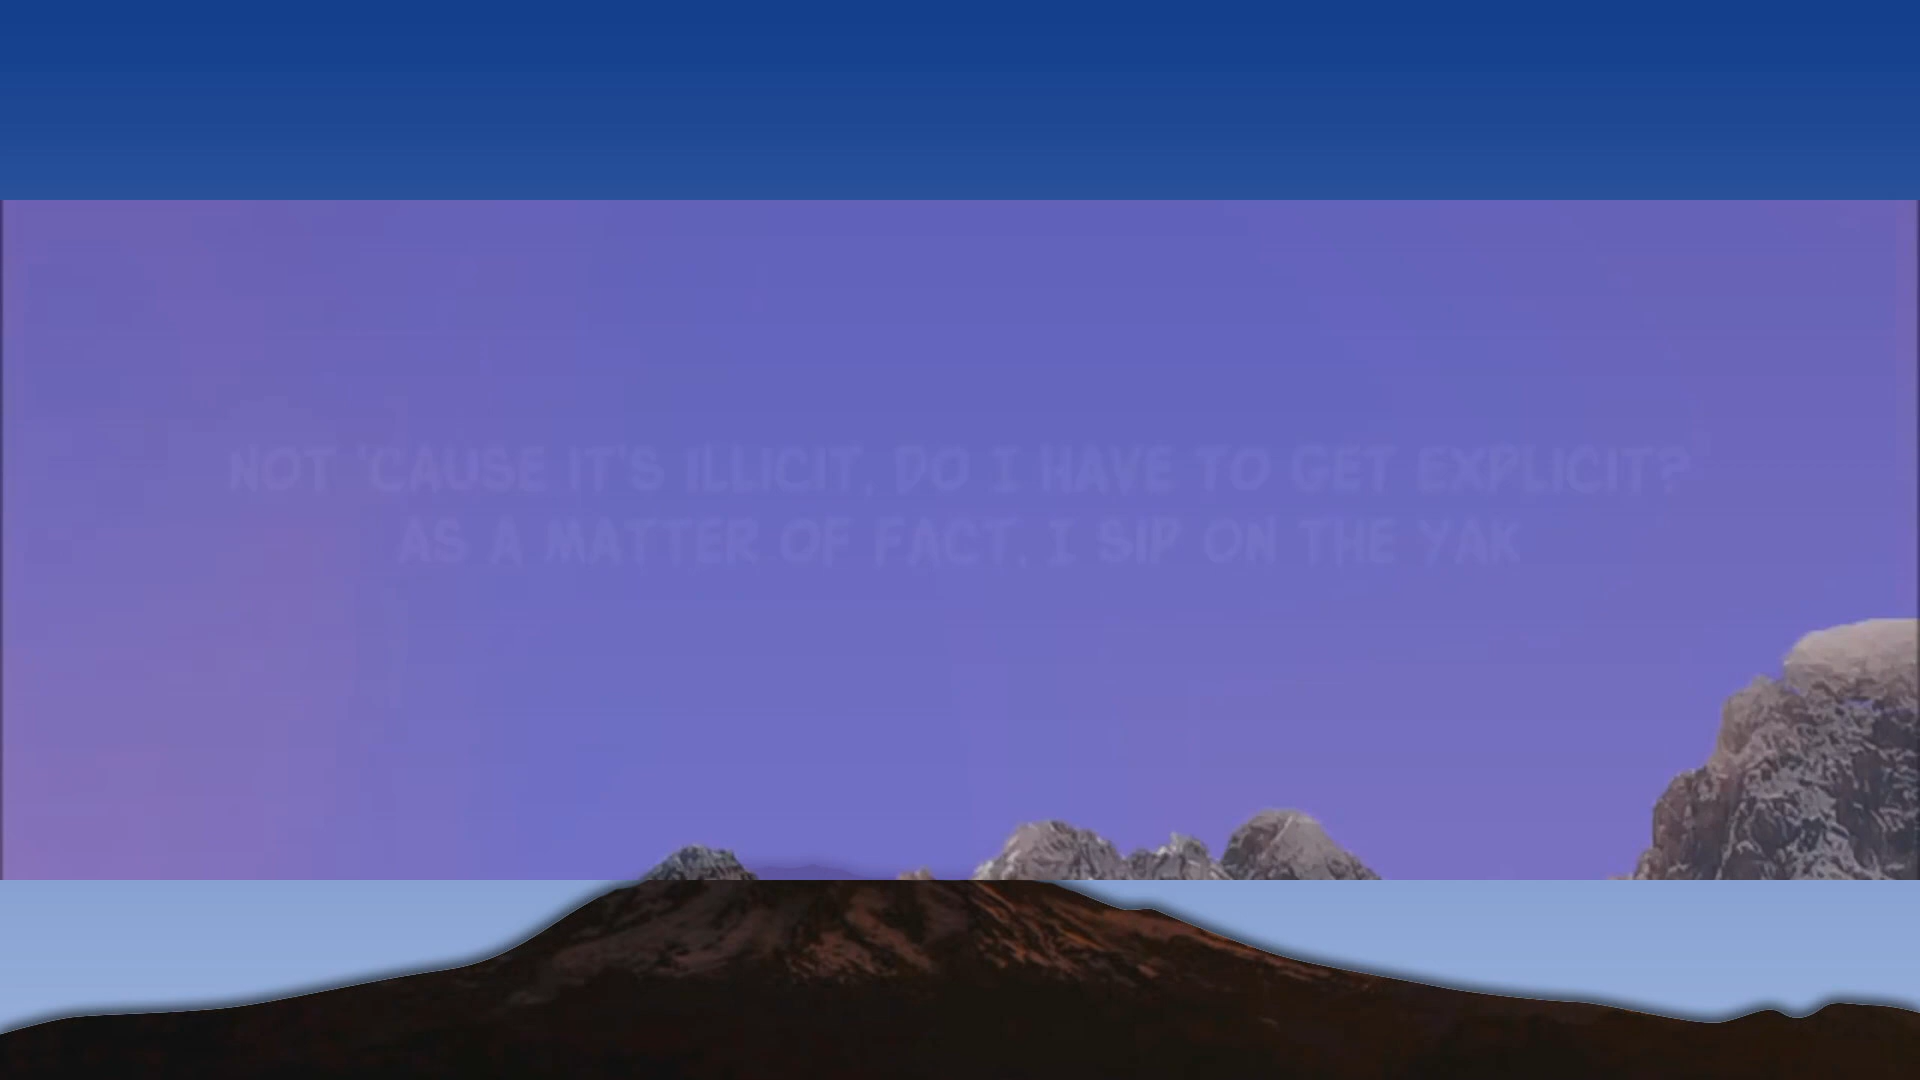 NOT 'CAUSE IT'S ILLICIT, DO I HAVE TO GET EXPLICIT?
AS A MATTER OF FACT, I SIP ON THE YAK